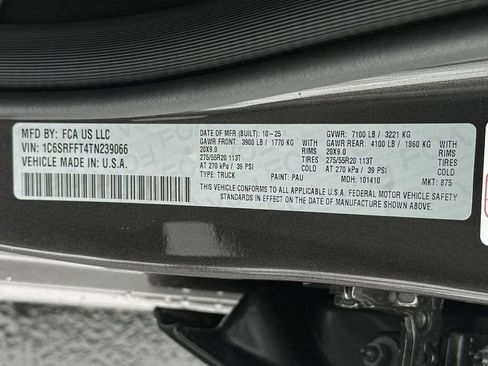 MFD BY: FCA US LLC
VIN: 1C6SRFFT4TN239066
VEHICLE MADE IN: U.S.A.
DATE OF MFR (BUILT): 10-25 GVWR: 7100 LB / 3221 KG
GAWR FRONT: 3900 LB / 1770 KG WITH GAWR REAR: 4100 LB / 1860 KG WITH
20X9.0 RIMS 20X9.0 RIMS
275/55R20 113T TIRES 275/55R20 113T TIRES
AT 270 kPa / 39 PSI COLD AT 270 kPa / 39 PSI COLD
THIS VEHICLE CONFORMS TO ALL APPLICABLE U.S.A. FEDERAL MOTOR VEHICLE SAFETY
STANDARDS IN EFFECT ON THE DATE OF MANUFACTURE SHOWN ABOVE.
TYPE: TRUCK PAINT: PAU MDH: 101410 MKT: 875